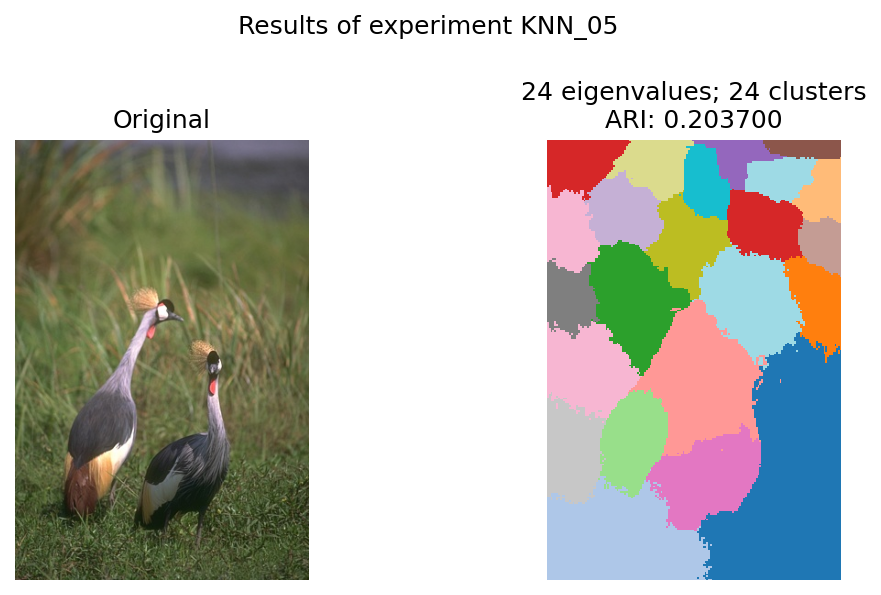 Results of experiment KNN_05
Original
24 eigenvalues; 24 clusters
ARI: 0.203700